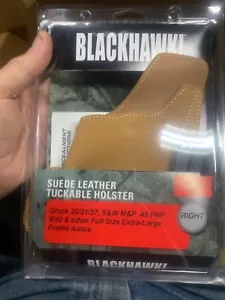 BLACKHAWK!
SUEDE LEATHER
TUCKABLE HOLSTER
Glock 20/21/37, S&W M&P .45 PNP
9/40 & other Full Size Extra-Large
Frame Autos
RIGHT
BLACKHAWK!